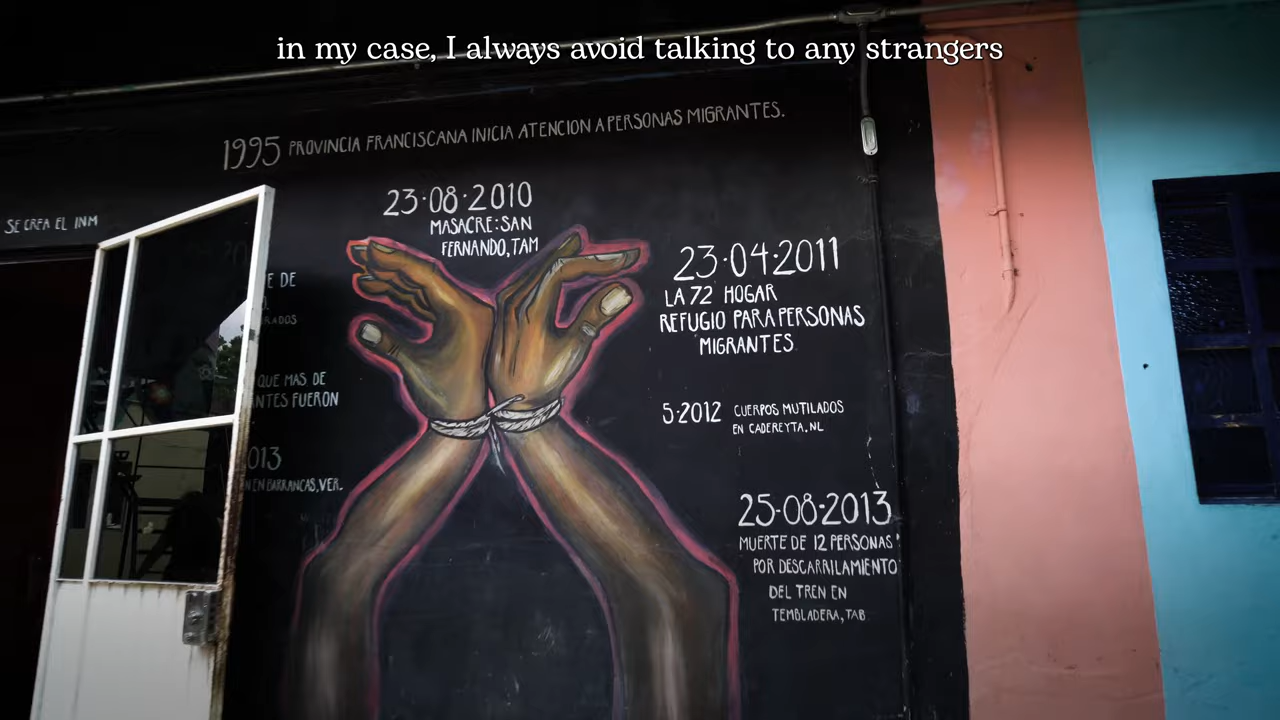 in my case, I always avoid talking to any strangers
1995 PROVINCIA FRANCISCANA INICIA ATENCION A PERSONAS MIGRANTES.
SE CREA EL INM
23·08·2010
MASACRE: SAN
FERNANDO, TAM
23·04·2011
LA 72 HOGAR
REFUGIO PARA PERSONAS
MIGRANTES
E DE
RADOS
QUE MAS DE
NTES FUERON
5·2012 CUERPOS MUTILADOS
EN CADEREYTA, NL
013
N EN BARRANCAS, VER.
25·08·2013
MUERTE DE 12 PERSONAS
POR DESCARRILAMIENTO
DEL TREN EN
TEMBLADERA, TAB